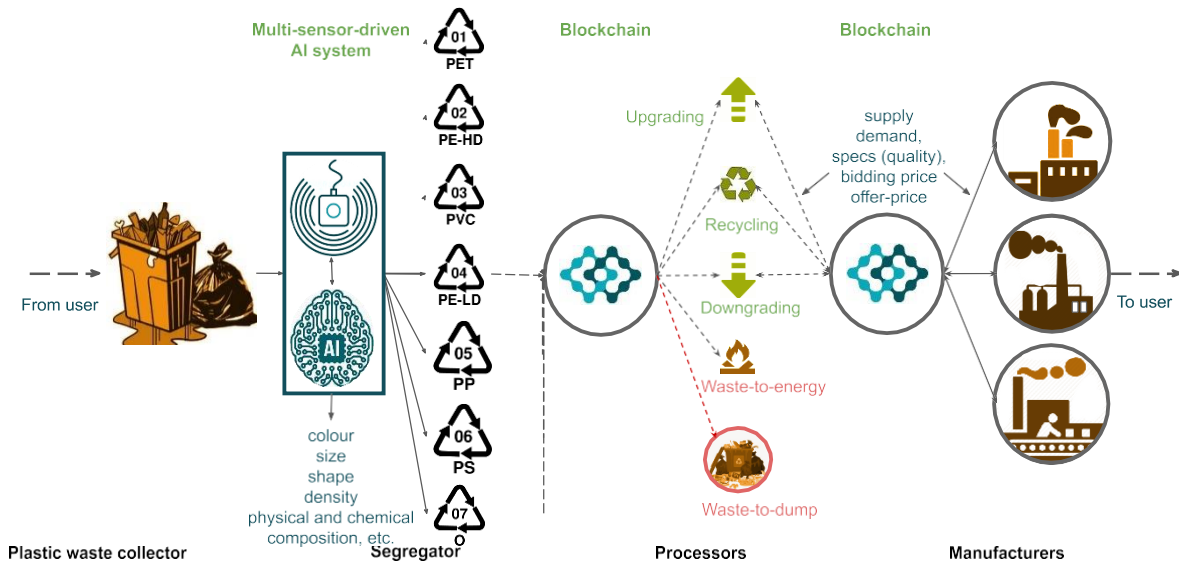 Multi-sensor-driven
AI system
Blockchain
Blockchain
01
PET
02
PE-HD
03
PVC
04
PE-LD
05
PP
06
PS
07
O
From user
AI
colour
size
shape
density
physical and chemical
composition, etc.
Upgrading
Recycling
Downgrading
Waste-to-energy
Waste-to-dump
supply
demand,
specs (quality),
bidding price
offer-price
To user
Plastic waste collector
Segregator
Processors
Manufacturers